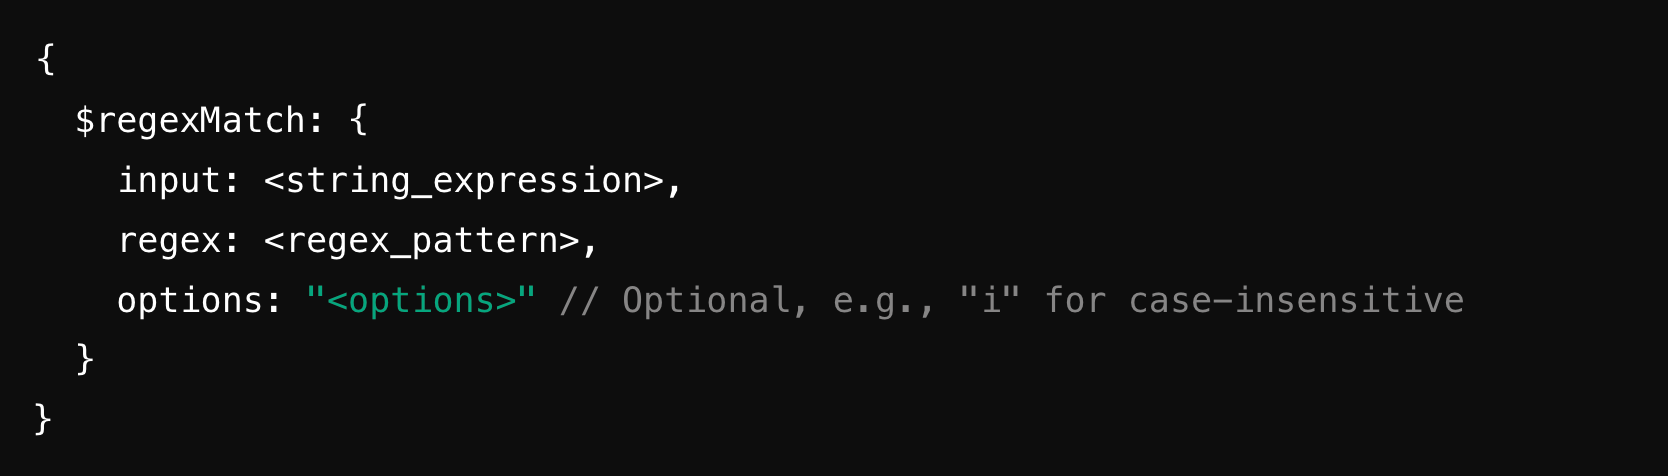 {
  $regexMatch: {
    input: <string_expression>,
    regex: <regex_pattern>,
    options: "<options>" // Optional, e.g., "i" for case-insensitive
  }
}